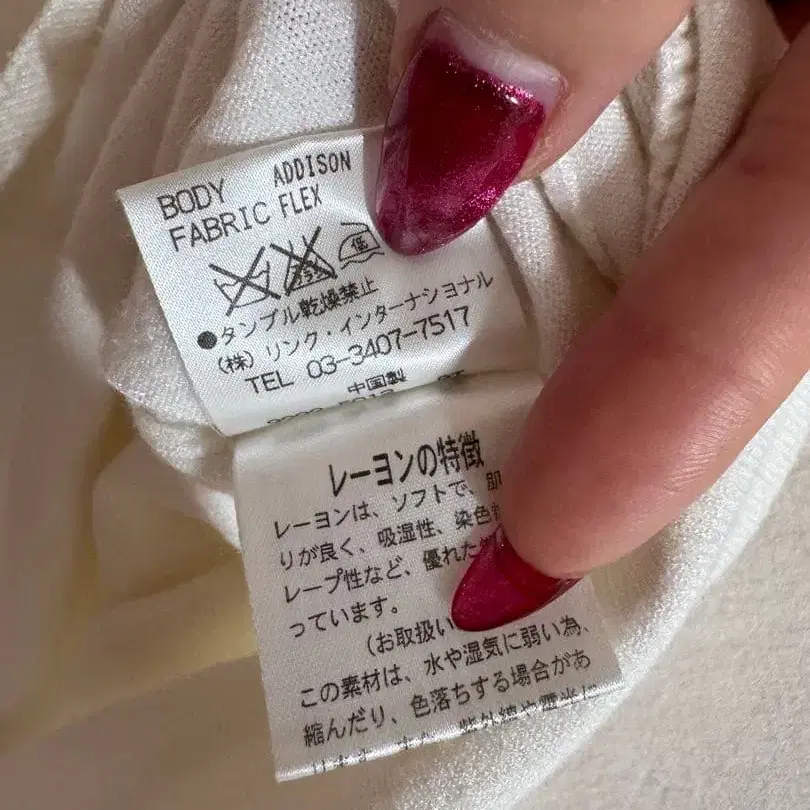 BODY ADDISON
FABRIC FLEX
低
●タンブル乾燥禁止
(株) リンク・インターナショナル
TEL 03-3407-7517
中国製
レーヨンの特徴
レーヨンは、ソフトで、肌
りが良く、吸湿性、染色
レープ性など、優れた
っています。
(お取扱い
この素材は、水や湿気に弱い為、
縮んだり、色落ちする場合があ